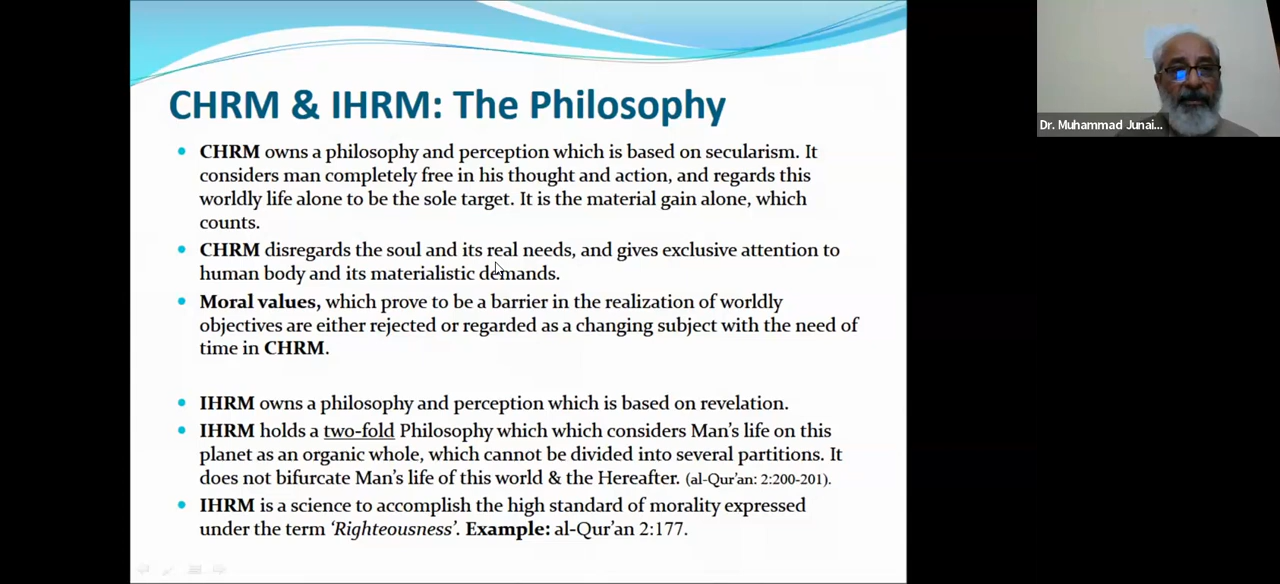 CHRM & IHRM: The Philosophy
CHRM owns a philosophy and perception which is based on secularism. It
considers man completely free in his thought and action, and regards this
worldly life alone to be the sole target. It is the material gain alone, which
counts.
CHRM disregards the soul and its real needs, and gives exclusive attention to
human body and its materialistic demands.
Moral values, which prove to be a barrier in the realization of worldly
objectives are either rejected or regarded as a changing subject with the need of
time in CHRM.
IHRM owns a philosophy and perception which is based on revelation.
IHRM holds a two-fold Philosophy which which considers Man's life on this
planet as an organic whole, which cannot be divided into several partitions. It
does not bifurcate Man's life of this world & the Hereafter. (al-Qur'an: 2:200-201).
IHRM is a science to accomplish the high standard of morality expressed
under the term 'Righteousness'. Example: al-Qur'an 2:177.
Dr. Muhammad Junai...